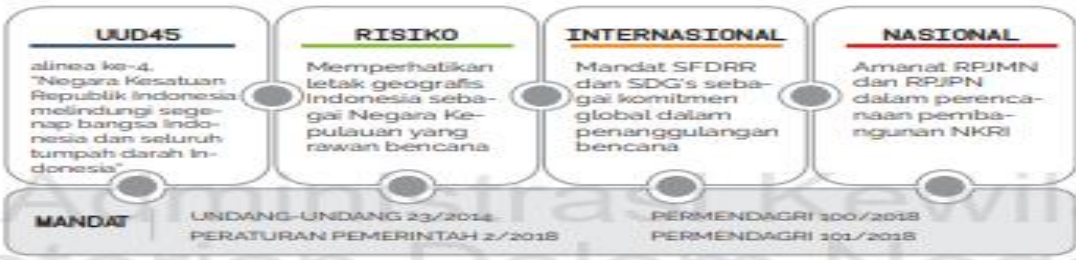 UUD45
alinea ke-4,
"Negara Kesatuan
Republik Indonesia
melindungi sege-
nap bangsa Indo-
nesia dan seluruh
tumpah darah In-
donesia"
RISIKO
Memperhatikan
letak geografis
Indonesia seba-
gai Negara Ke-
pulauan yang
rawan bencana
INTERNASIONAL
Mandat SFDRR
dan SDG's seba-
gai komitmen
global dalam
penanggulangan
bencana
NASIONAL
Amanat RPJMN
dan RPJPN
dalam perenca-
naan pemba-
ngunan NKRI
MANDAT
UNDANG-UNDANG 23/2014
PERATURAN PEMERINTAH 2/2018
PERMENDAGRI 100/2018
PERMENDAGRI 101/2018
Administrasi Kewil